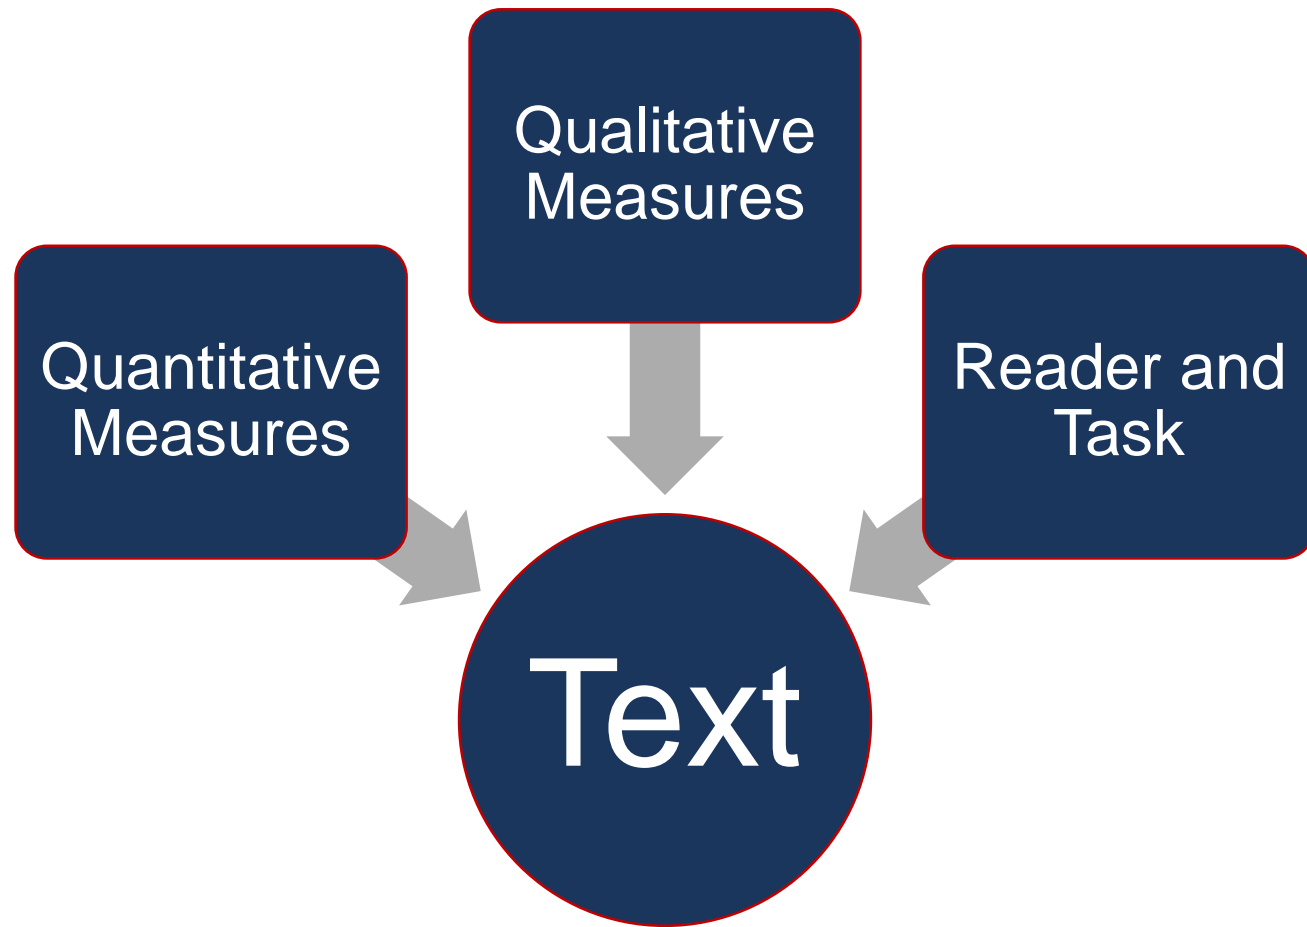 Qualitative
Measures
Quantitative
Measures
Reader and
Task
Text